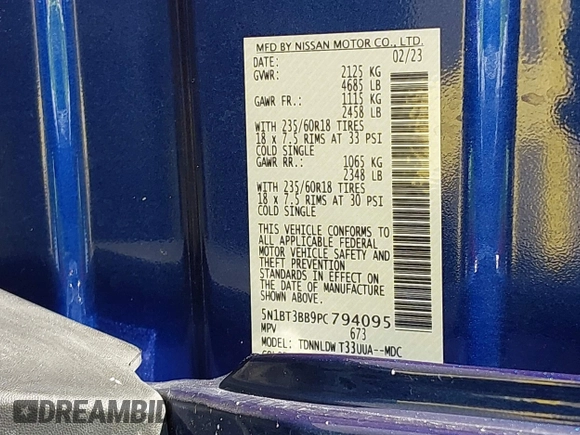 MFD BY NISSAN MOTOR CO., LTD.
DATE: 02/23
GVWR: 2125 KG
4685 LB
GAWR FR.: 1115 KG
2458 LB
WITH 235/60R18 TIRES
18 x 7.5 RIMS AT 33 PSI
COLD SINGLE
GAWR RR.: 1065 KG
2348 LB
WITH 235/60R18 TIRES
18 x 7.5 RIMS AT 30 PSI
COLD SINGLE
THIS VEHICLE CONFORMS TO
ALL APPLICABLE FEDERAL
MOTOR VEHICLE SAFETY AND
THEFT PREVENTION
STANDARDS IN EFFECT ON
THE DATE OF MANUFACTURE
SHOWN ABOVE.
5N1BT3BB9PC794095
MPV 673
MODEL: TDNNLDW T33UUA--MDC
DREAMBID